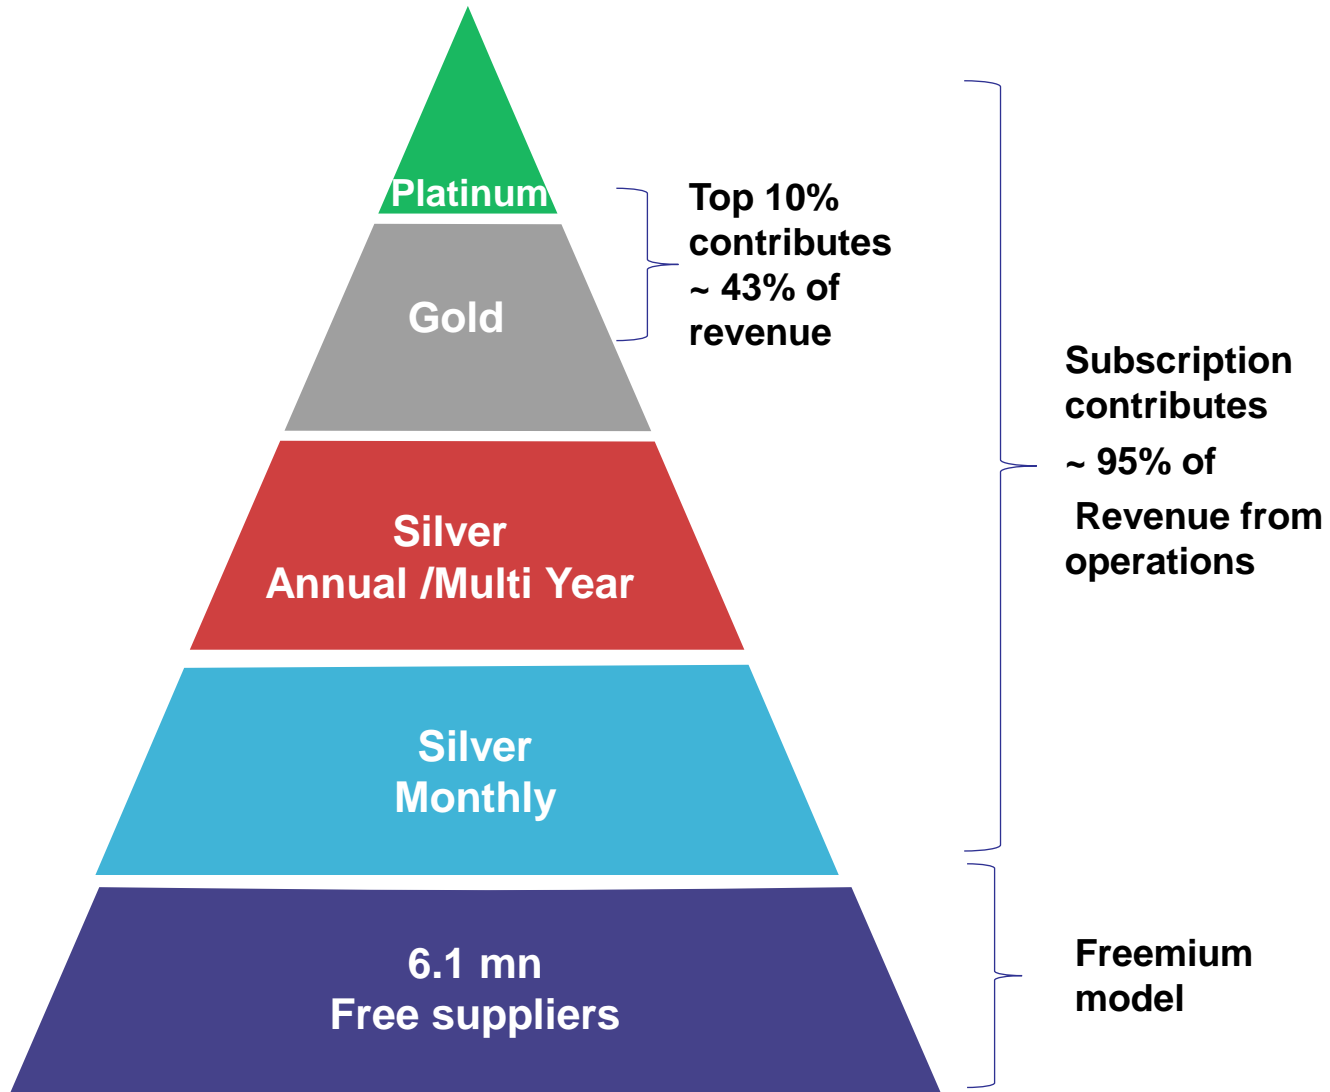 Platinum
Gold
Silver
Annual /Multi Year
Silver
Monthly
6.1 mn
Free suppliers
Top 10%
contributes
~ 43% of
revenue
Subscription
contributes
~ 95% of
Revenue from
operations
Freemium
model